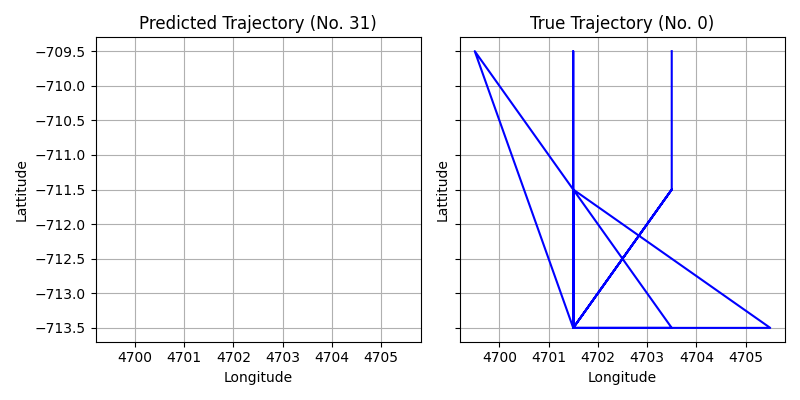 Predicted Trajectory (No. 31)
−709.5
−710.0
−710.5
−711.0
−711.5
−712.0
−712.5
−713.0
−713.5
Lattitude
4700 4701 4702 4703 4704 4705
Longitude
True Trajectory (No. 0)
Lattitude
4700 4701 4702 4703 4704 4705
Longitude